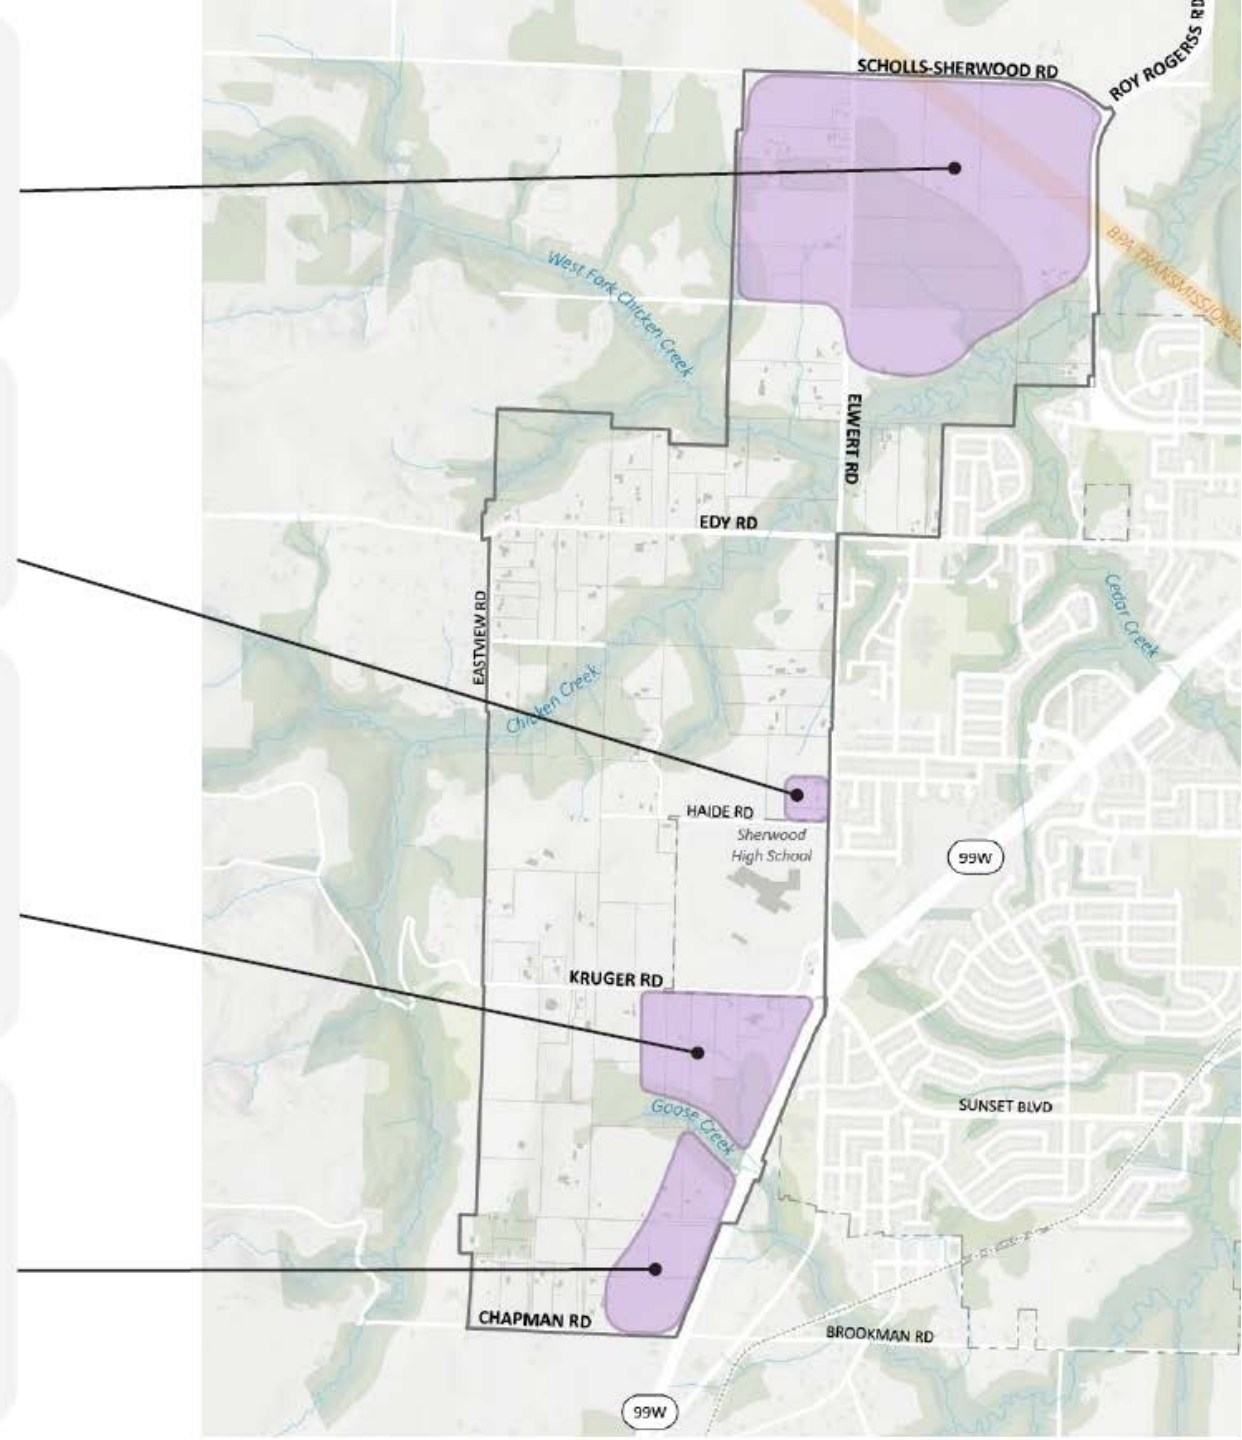 SCHOLLS-SHERWOOD RD
ROY ROGERSS RD
BPA TRANSMISSION
West Fork Chicken Creek
ELWERT RD
EDY RD
EASTVIEW RD
Cedar Creek
Chicken Creek
HAIDE RD
Sherwood
High School
99W
KRUGER RD
Goose Creek
SUNSET BLVD
CHAPMAN RD
BROOKMAN RD
99W